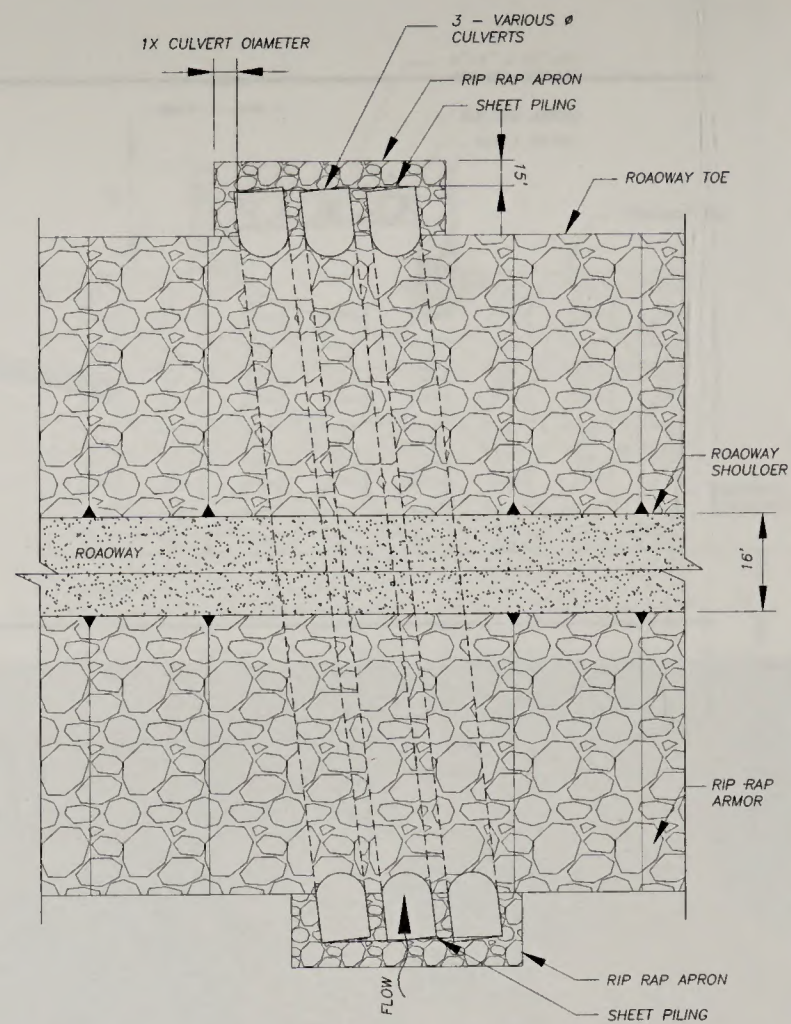 3 - VARIOUS ø
CULVERTS
1X CULVERT OIAMETER
RIP RAP APRON
SHEET PILING
15'
ROAOWAY TOE
ROAOWAY
SHOULOER
ROAOWAY
16'
RIP RAP
ARMOR
FLOW
RIP RAP APRON
SHEET PILING